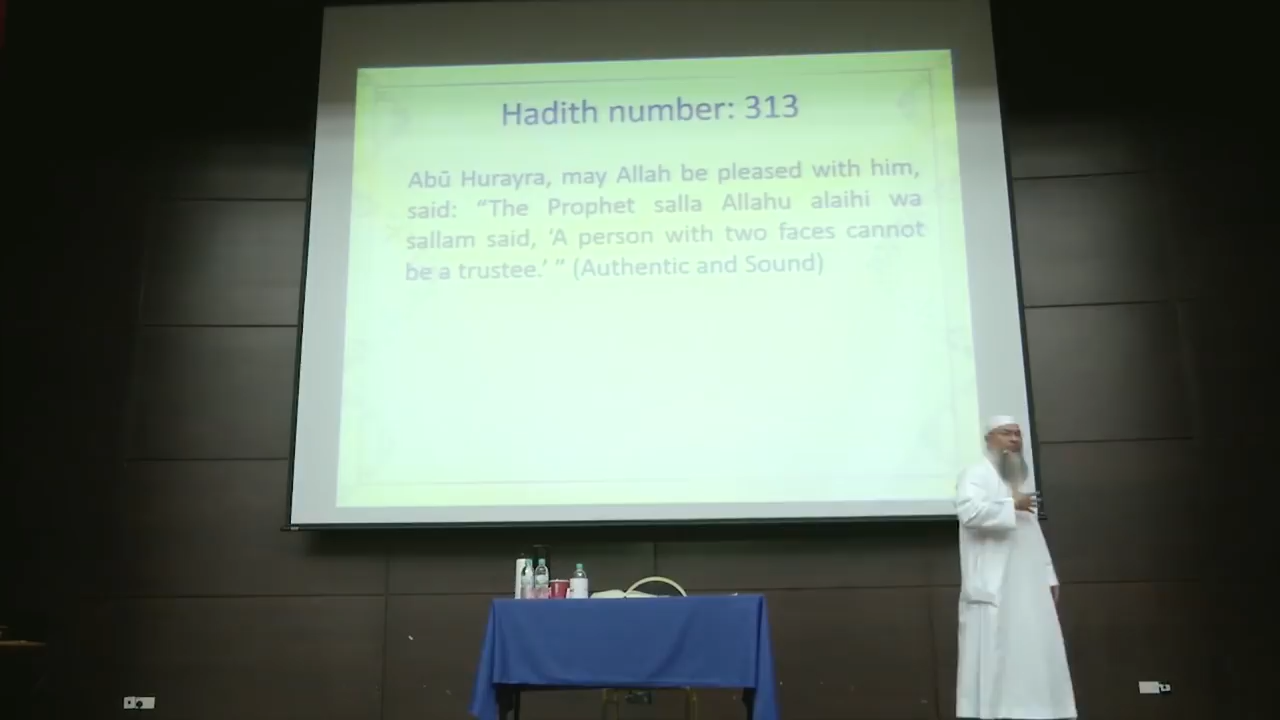 Hadith number: 313
Abū Hurayra, may Allah be pleased with him,
said: “The Prophet salla Allahu alaihi wa
sallam said, ‘A person with two faces cannot
be a trustee.’ ” (Authentic and Sound)